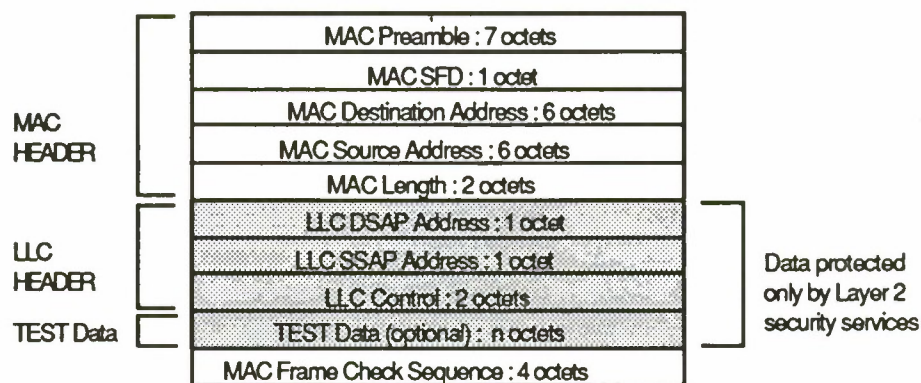 MAC Preamble : 7 octets
MAC SFD : 1 octet
MAC Destination Address : 6 octets
MAC Source Address : 6 octets
MAC Length : 2 octets
MAC
HEADER
LLC DSAP Address : 1 octet
LLC SSAP Address : 1 octet
LLC Control : 2 octets
LLC
HEADER
TEST Data (optional) : n octets
TEST Data
Data protected
only by Layer 2
security services
MAC Frame Check Sequence : 4 octets